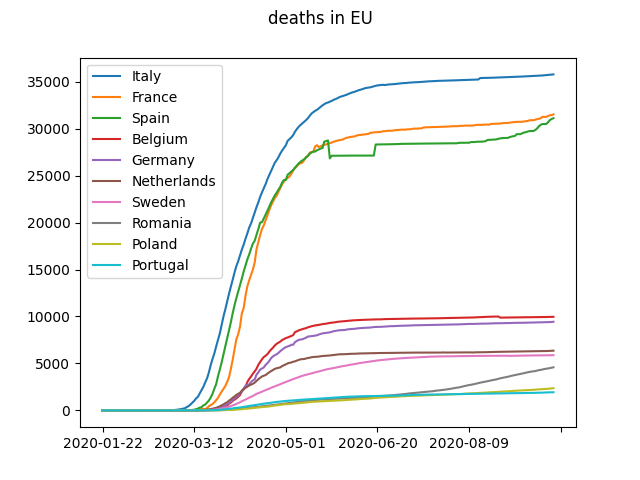 deaths in EU
35000
30000
25000
20000
15000
10000
5000
0
Italy
France
Spain
Belgium
Germany
Netherlands
Sweden
Romania
Poland
Portugal
2020-01-22 2020-03-12 2020-05-01 2020-06-20 2020-08-09